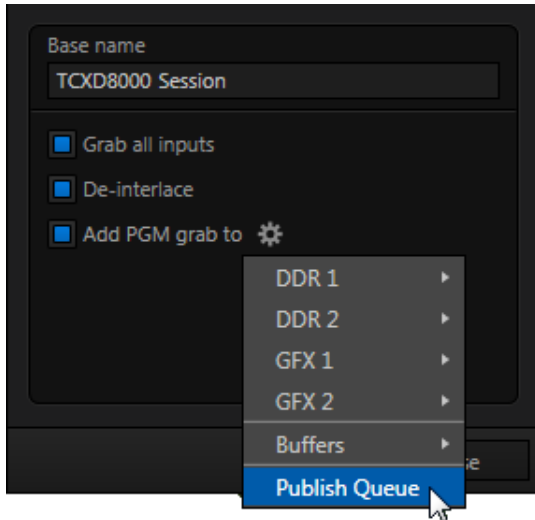 Base name
TCXD8000 Session
Grab all inputs
De-interlace
Add PGM grab to
DDR 1
DDR 2
GFX 1
GFX 2
Buffers
Publish Queue